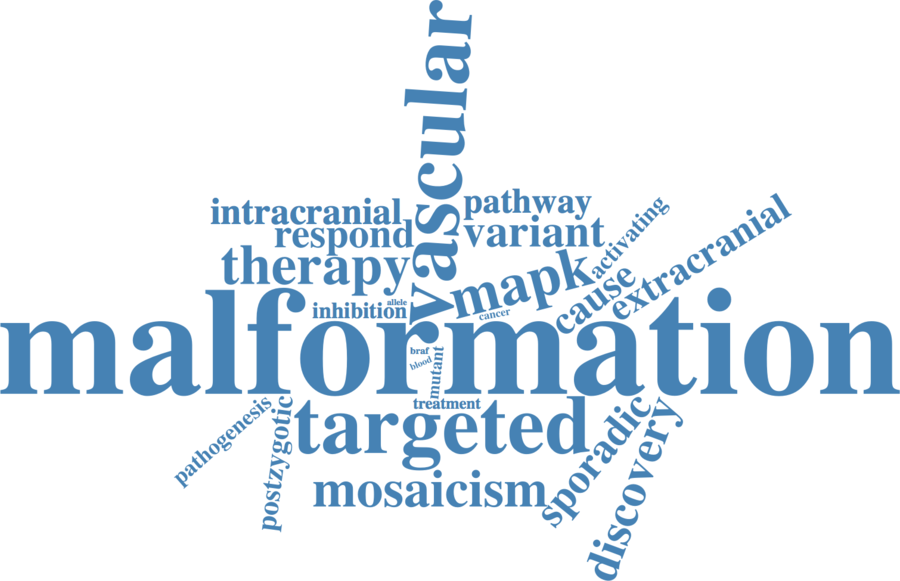 vascular
intracranial
pathway
respond
variant
activating
extracranial
therapy
mapk
cause
inhibition
allele
cancer
malformation
braf
blood
mutant
treatment
pathogenesis
postzygotic
targeted
sporadic
discovery
mosaicism